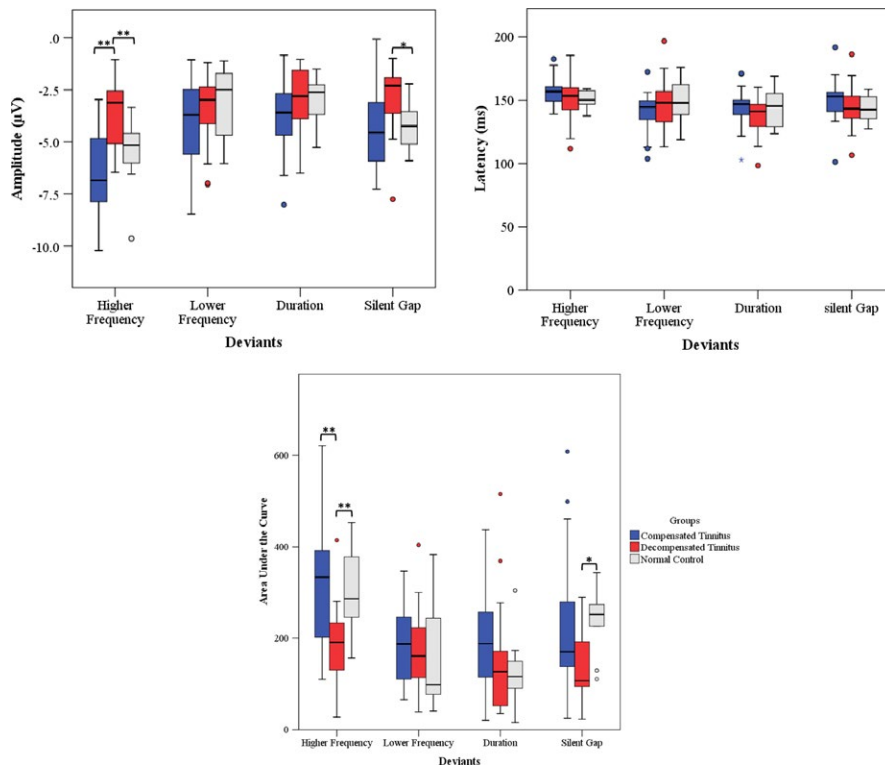 .0
-2.5
-5.0
-7.5
-10.0
Amplitude (µV)
**
**
*
Higher Frequency
Lower Frequency
Duration
Silent Gap
Deviants
200
150
100
50
0
Latency (ms)
*
Higher Frequency
Lower Frequency
Duration
silent Gap
Deviants
600
400
200
0
Area Under the Curve
**
**
*
Higher Frequency
Lower Frequency
Duration
Silent Gap
Deviants
Groups
Compensated Tinnitus
Decompensated Tinnitus
Normal Control